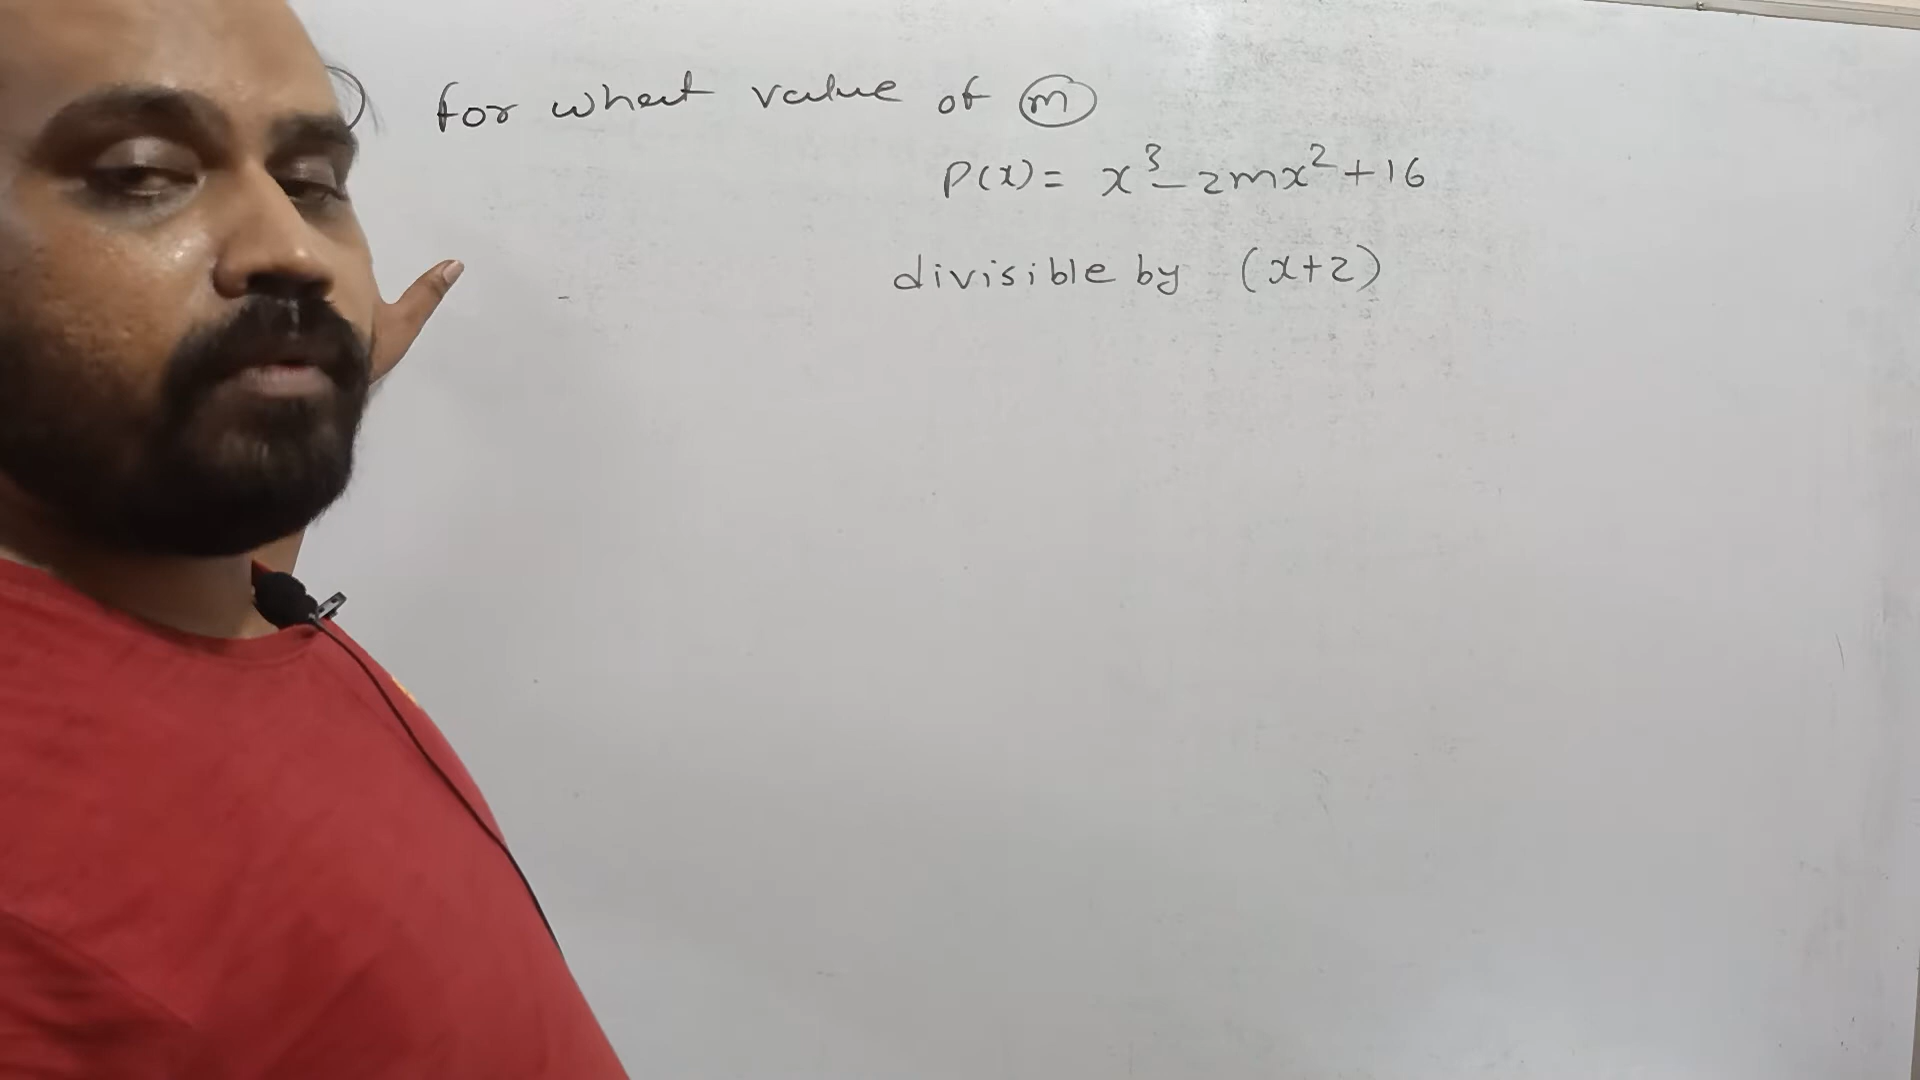 ) for what value of m
P(x) = x³ - 2mx² + 16
divisible by (x+2)